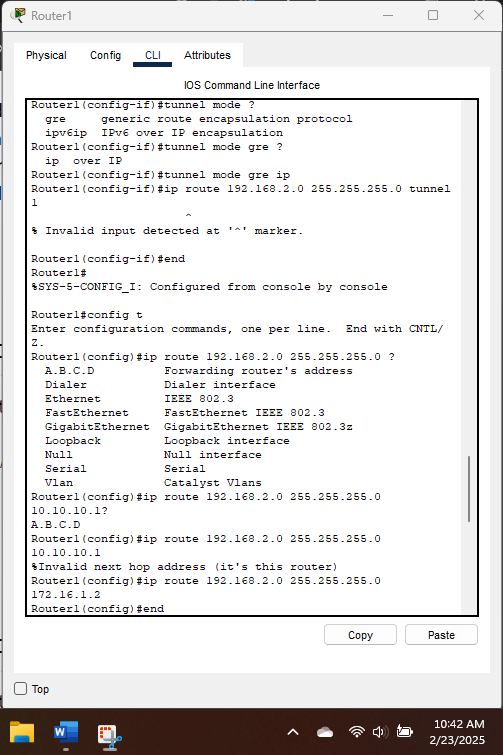 Router1
Physical Config CLI Attributes
IOS Command Line Interface
Router1(config-if)#tunnel mode ?
gre generic route encapsulation protocol
ipv6ip IPv6 over IP encapsulation
Router1(config-if)#tunnel mode gre ?
ip over IP
Router1(config-if)#tunnel mode gre ip
Router1(config-if)#ip route 192.168.2.0 255.255.255.0 tunnel
1
^
% Invalid input detected at '^' marker.
Router1(config-if)#end
Router1#
%SYS-5-CONFIG_I: Configured from console by console
Router1#config t
Enter configuration commands, one per line. End with CNTL/
Z.
Router1(config)#ip route 192.168.2.0 255.255.255.0 ?
A.B.C.D Forwarding router's address
Dialer Dialer interface
Ethernet IEEE 802.3
FastEthernet FastEthernet IEEE 802.3
GigabitEthernet GigabitEthernet IEEE 802.3z
Loopback Loopback interface
Null Null interface
Serial Serial
Vlan Catalyst Vlans
Router1(config)#ip route 192.168.2.0 255.255.255.0
10.10.10.1?
A.B.C.D
Router1(config)#ip route 192.168.2.0 255.255.255.0
10.10.10.1
%Invalid next hop address (it's this router)
Router1(config)#ip route 192.168.2.0 255.255.255.0
172.16.1.2
Router1(config)#end
Copy Paste
Top
10:42 AM
2/23/2025